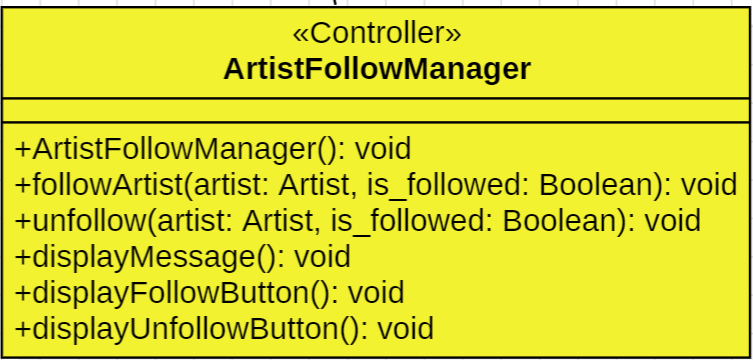 «Controller»
ArtistFollowManager
+ArtistFollowManager(): void
+followArtist(artist: Artist, is_followed: Boolean): void
+unfollow(artist: Artist, is_followed: Boolean): void
+displayMessage(): void
+displayFollowButton(): void
+displayUnfollowButton(): void